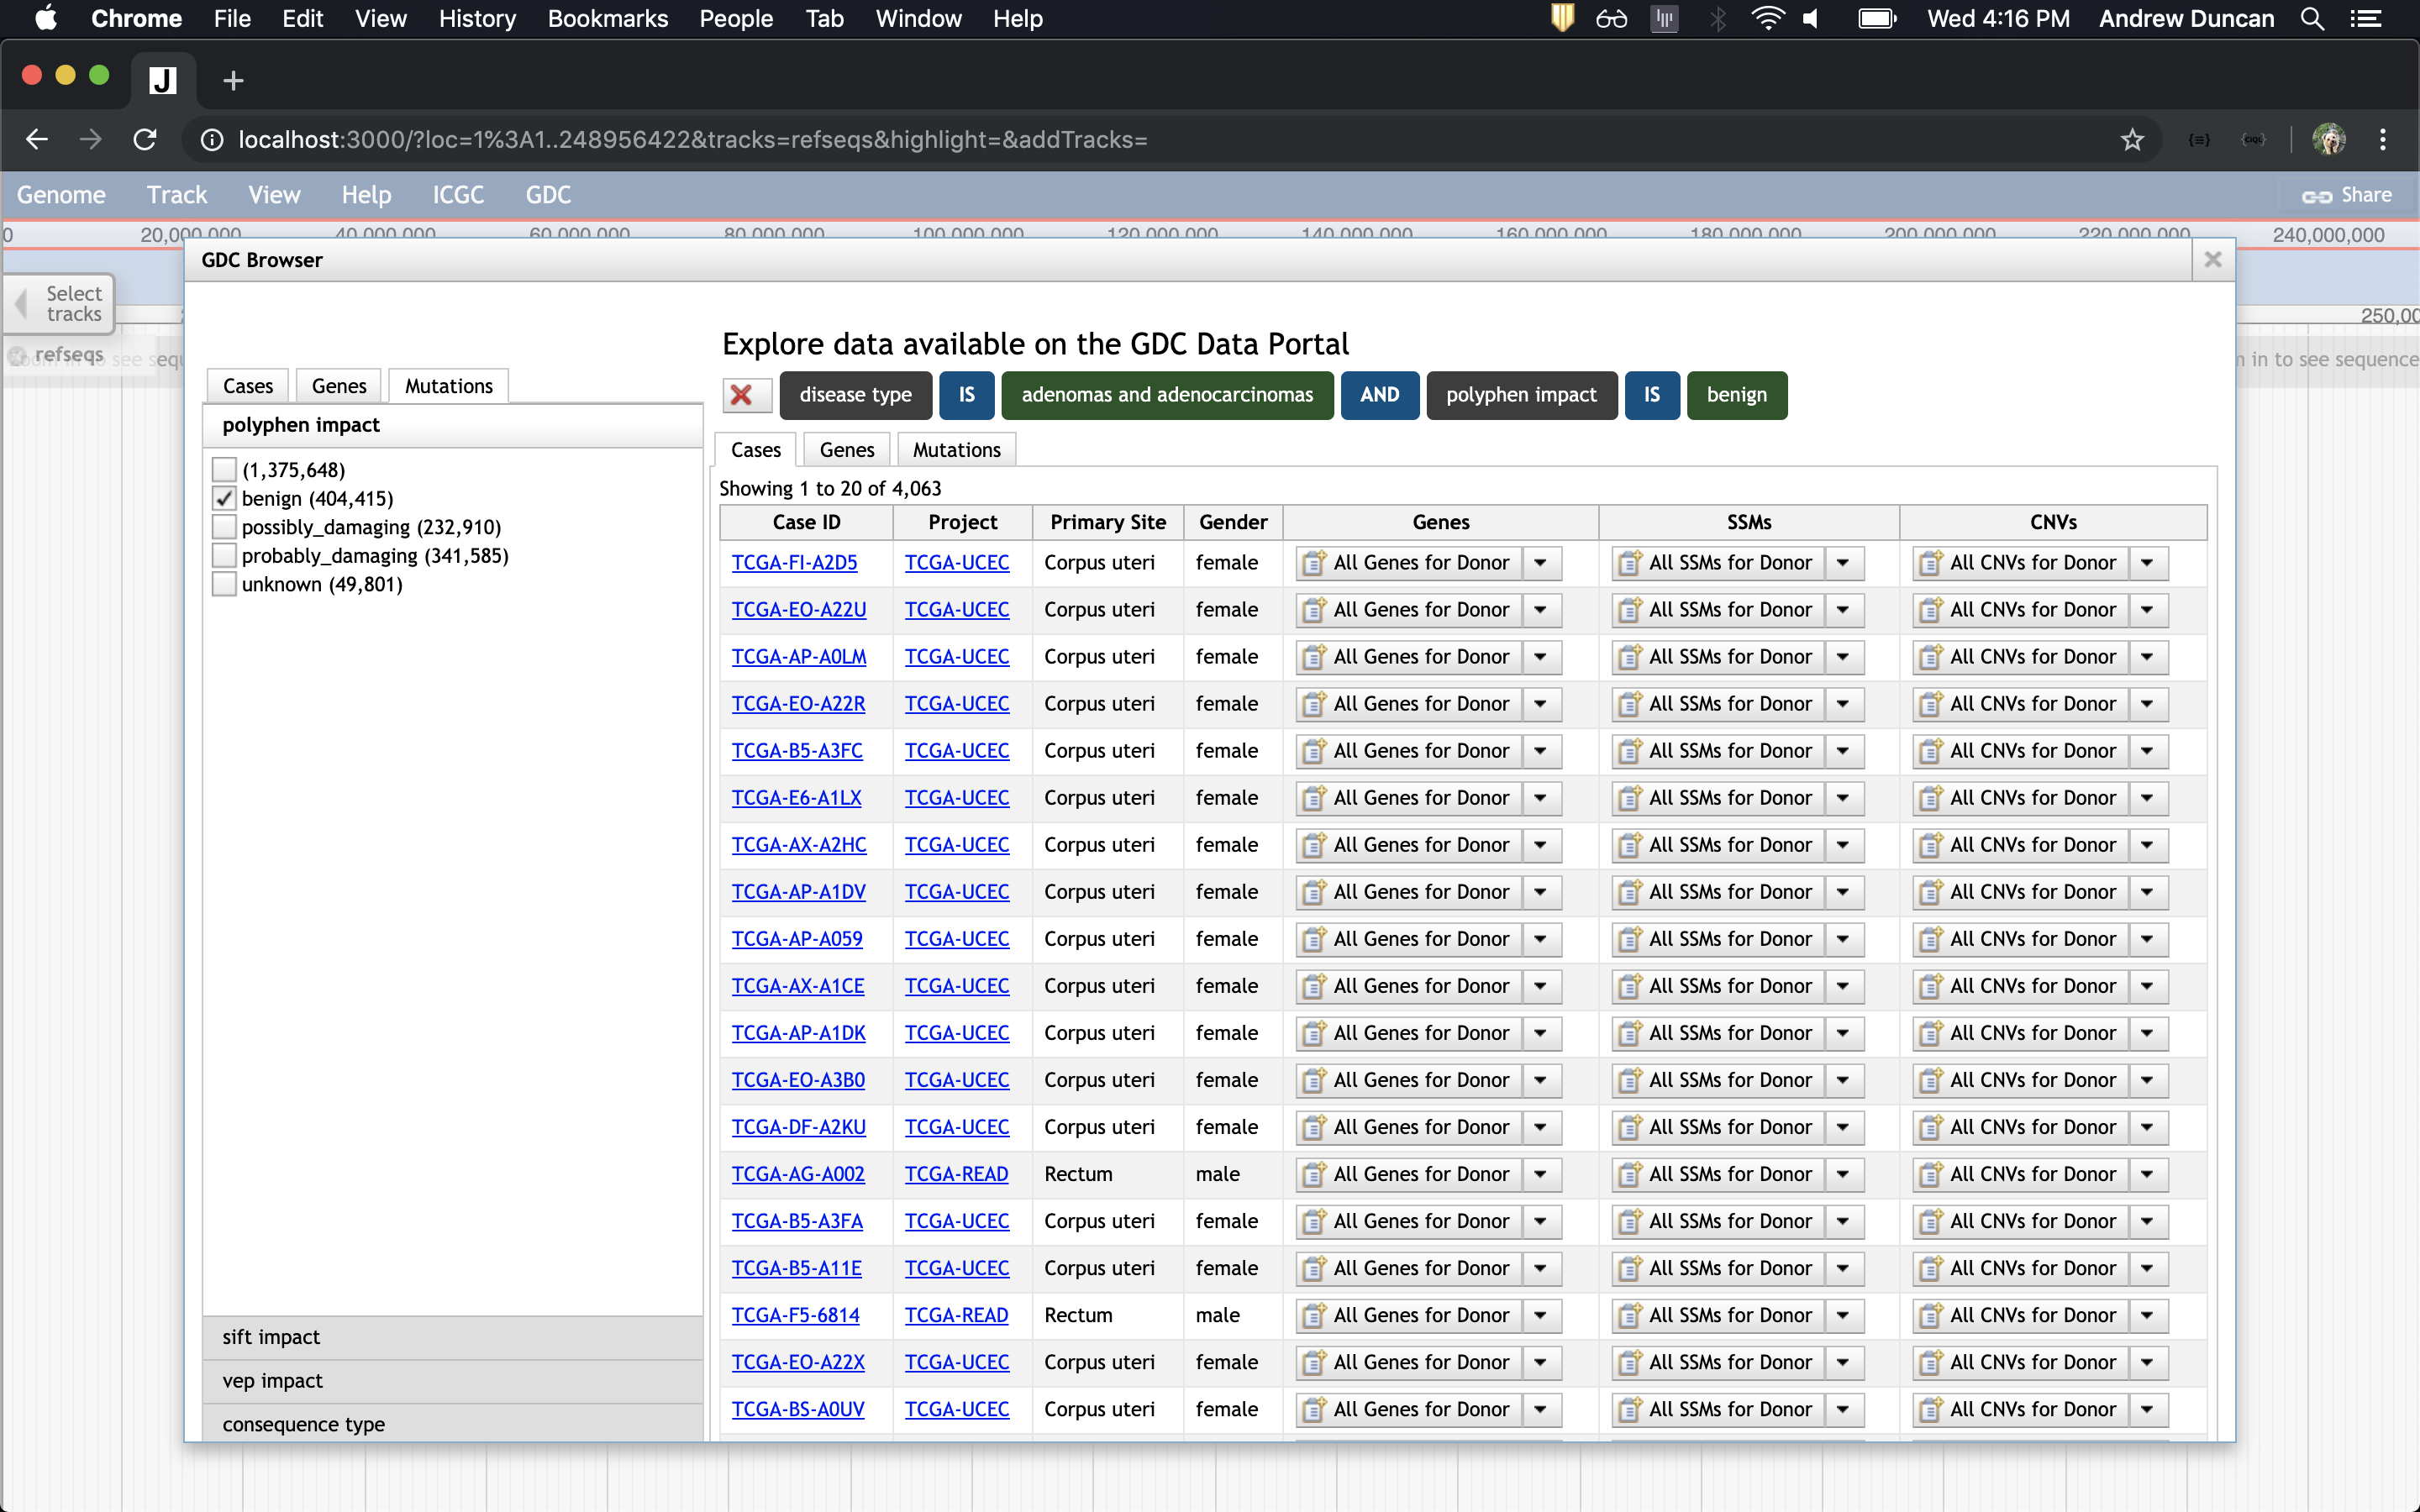 Chrome File Edit View History Bookmarks People Tab Window Help Wed 4:16 PM Andrew Duncan
J
localhost:3000/?loc=1%3A1..248956422&tracks=refseqs&highlight=&addTracks=
Genome Track View Help ICGC GDC Share
0 20,000,000 40,000,000 60,000,000 80,000,000 100,000,000 120,000,000 140,000,000 160,000,000 180,000,000 200,000,000 220,000,000 240,000,000
GDC Browser
Select
tracks
250,00
refseqs
to see sequ
n in to see sequence
Explore data available on the GDC Data Portal
disease type IS adenomas and adenocarcinomas AND polyphen impact IS benign
Cases Genes Mutations
polyphen impact
(1,375,648)
benign (404,415)
possibly_damaging (232,910)
probably_damaging (341,585)
unknown (49,801)
sift impact
vep impact
consequence type
Cases Genes Mutations
Showing 1 to 20 of 4,063
Case ID Project Primary Site Gender Genes SSMs CNVs
TCGA-FI-A2D5 TCGA-UCEC Corpus uteri female All Genes for Donor All SSMs for Donor All CNVs for Donor
TCGA-EO-A22U TCGA-UCEC Corpus uteri female All Genes for Donor All SSMs for Donor All CNVs for Donor
TCGA-AP-A0LM TCGA-UCEC Corpus uteri female All Genes for Donor All SSMs for Donor All CNVs for Donor
TCGA-EO-A22R TCGA-UCEC Corpus uteri female All Genes for Donor All SSMs for Donor All CNVs for Donor
TCGA-B5-A3FC TCGA-UCEC Corpus uteri female All Genes for Donor All SSMs for Donor All CNVs for Donor
TCGA-E6-A1LX TCGA-UCEC Corpus uteri female All Genes for Donor All SSMs for Donor All CNVs for Donor
TCGA-AX-A2HC TCGA-UCEC Corpus uteri female All Genes for Donor All SSMs for Donor All CNVs for Donor
TCGA-AP-A1DV TCGA-UCEC Corpus uteri female All Genes for Donor All SSMs for Donor All CNVs for Donor
TCGA-AP-A059 TCGA-UCEC Corpus uteri female All Genes for Donor All SSMs for Donor All CNVs for Donor
TCGA-AX-A1CE TCGA-UCEC Corpus uteri female All Genes for Donor All SSMs for Donor All CNVs for Donor
TCGA-AP-A1DK TCGA-UCEC Corpus uteri female All Genes for Donor All SSMs for Donor All CNVs for Donor
TCGA-EO-A3B0 TCGA-UCEC Corpus uteri female All Genes for Donor All SSMs for Donor All CNVs for Donor
TCGA-DF-A2KU TCGA-UCEC Corpus uteri female All Genes for Donor All SSMs for Donor All CNVs for Donor
TCGA-AG-A002 TCGA-READ Rectum male All Genes for Donor All SSMs for Donor All CNVs for Donor
TCGA-B5-A3FA TCGA-UCEC Corpus uteri female All Genes for Donor All SSMs for Donor All CNVs for Donor
TCGA-B5-A11E TCGA-UCEC Corpus uteri female All Genes for Donor All SSMs for Donor All CNVs for Donor
TCGA-F5-6814 TCGA-READ Rectum male All Genes for Donor All SSMs for Donor All CNVs for Donor
TCGA-EO-A22X TCGA-UCEC Corpus uteri female All Genes for Donor All SSMs for Donor All CNVs for Donor
TCGA-BS-A0UV TCGA-UCEC Corpus uteri female All Genes for Donor All SSMs for Donor All CNVs for Donor